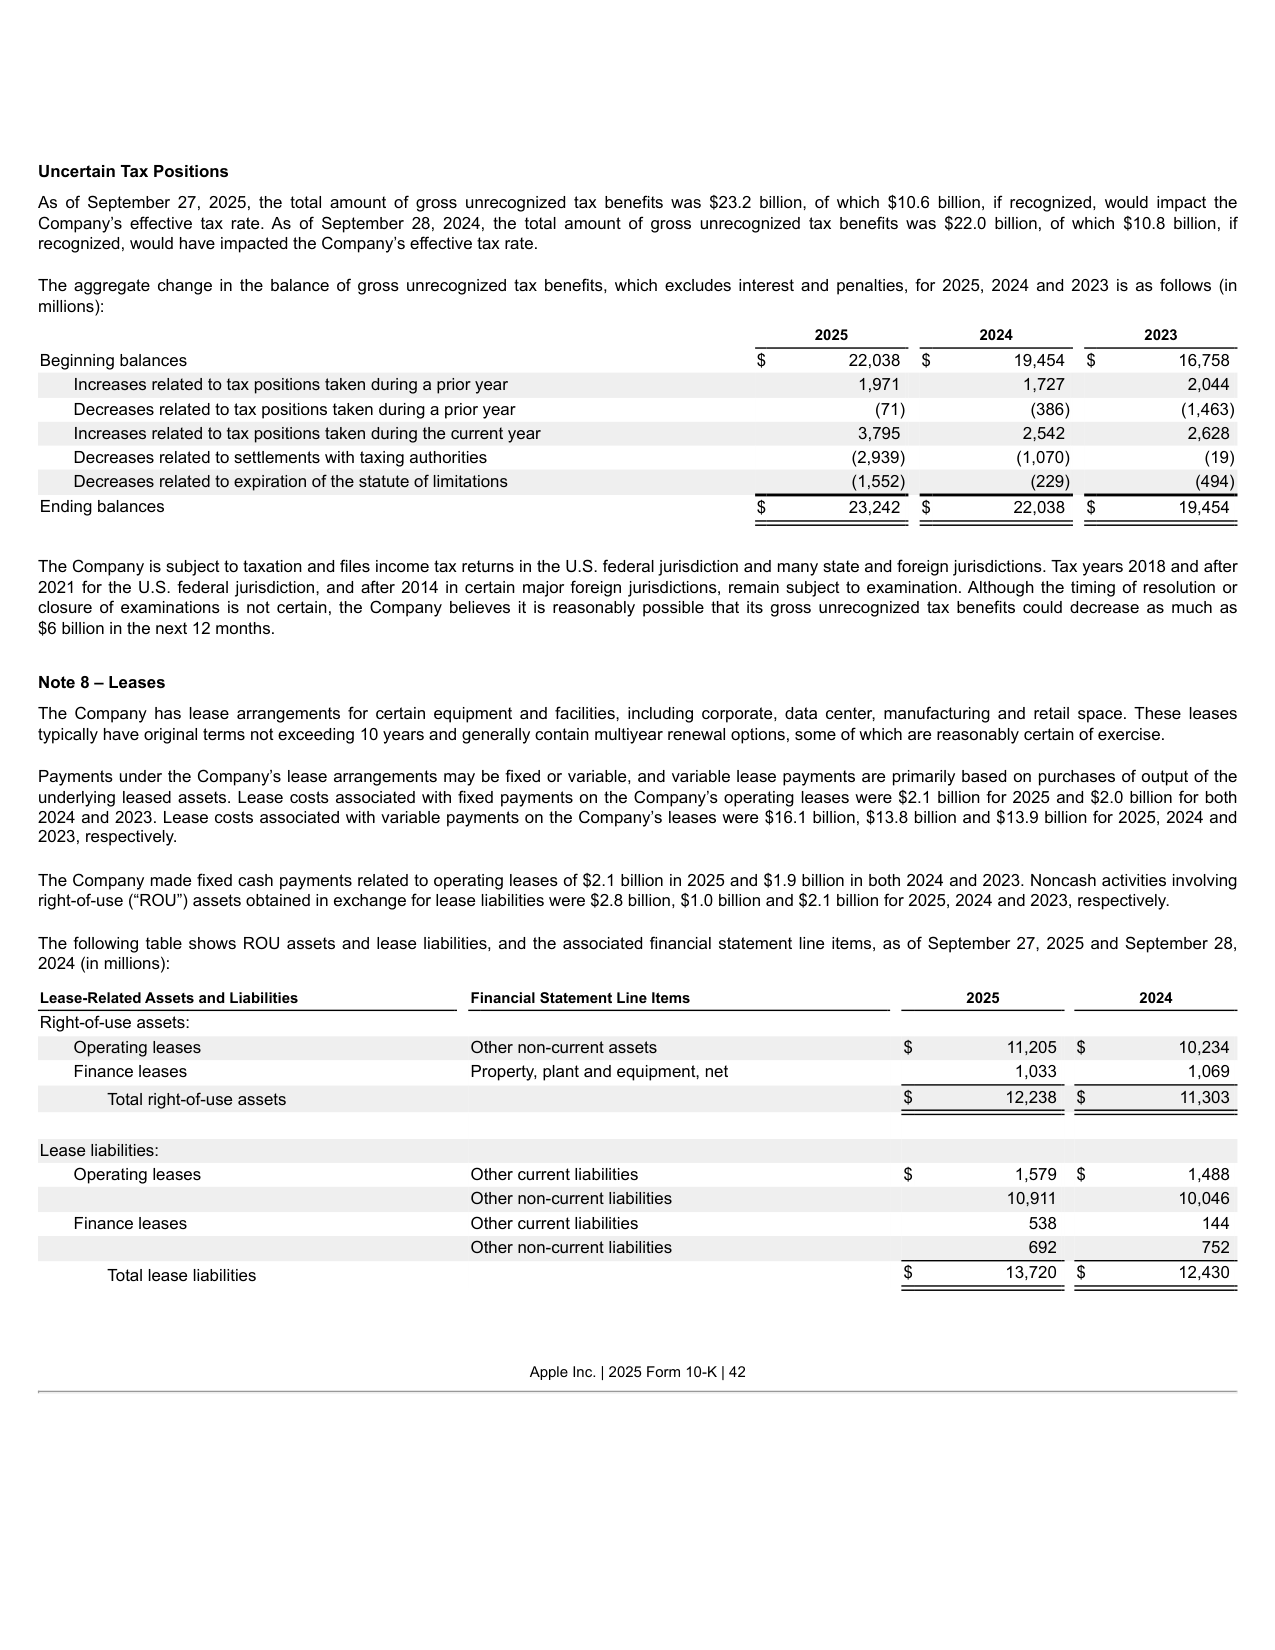 Uncertain Tax Positions
As of September 27, 2025, the total amount of gross unrecognized tax benefits was $23.2 billion, of which $10.6 billion, if recognized, would impact the
Company’s effective tax rate. As of September 28, 2024, the total amount of gross unrecognized tax benefits was $22.0 billion, of which $10.8 billion, if
recognized, would have impacted the Company’s effective tax rate.
The aggregate change in the balance of gross unrecognized tax benefits, which excludes interest and penalties, for 2025, 2024 and 2023 is as follows (in
millions):
2025 2024 2023
Beginning balances $ 22,038 $ 19,454 $ 16,758
Increases related to tax positions taken during a prior year 1,971 1,727 2,044
Decreases related to tax positions taken during a prior year (71) (386) (1,463)
Increases related to tax positions taken during the current year 3,795 2,542 2,628
Decreases related to settlements with taxing authorities (2,939) (1,070) (19)
Decreases related to expiration of the statute of limitations (1,552) (229) (494)
Ending balances $ 23,242 $ 22,038 $ 19,454
The Company is subject to taxation and files income tax returns in the U.S. federal jurisdiction and many state and foreign jurisdictions. Tax years 2018 and after
2021 for the U.S. federal jurisdiction, and after 2014 in certain major foreign jurisdictions, remain subject to examination. Although the timing of resolution or
closure of examinations is not certain, the Company believes it is reasonably possible that its gross unrecognized tax benefits could decrease as much as
$6 billion in the next 12 months.
Note 8 – Leases
The Company has lease arrangements for certain equipment and facilities, including corporate, data center, manufacturing and retail space. These leases
typically have original terms not exceeding 10 years and generally contain multiyear renewal options, some of which are reasonably certain of exercise.
Payments under the Company’s lease arrangements may be fixed or variable, and variable lease payments are primarily based on purchases of output of the
underlying leased assets. Lease costs associated with fixed payments on the Company’s operating leases were $2.1 billion for 2025 and $2.0 billion for both
2024 and 2023. Lease costs associated with variable payments on the Company’s leases were $16.1 billion, $13.8 billion and $13.9 billion for 2025, 2024 and
2023, respectively.
The Company made fixed cash payments related to operating leases of $2.1 billion in 2025 and $1.9 billion in both 2024 and 2023. Noncash activities involving
right-of-use (“ROU”) assets obtained in exchange for lease liabilities were $2.8 billion, $1.0 billion and $2.1 billion for 2025, 2024 and 2023, respectively.
The following table shows ROU assets and lease liabilities, and the associated financial statement line items, as of September 27, 2025 and September 28,
2024 (in millions):
Lease-Related Assets and Liabilities Financial Statement Line Items 2025 2024
Right-of-use assets:
Operating leases Other non-current assets $ 11,205 $ 10,234
Finance leases Property, plant and equipment, net 1,033 1,069
Total right-of-use assets $ 12,238 $ 11,303
Lease liabilities:
Operating leases Other current liabilities $ 1,579 $ 1,488
Other non-current liabilities 10,911 10,046
Finance leases Other current liabilities 538 144
Other non-current liabilities 692 752
Total lease liabilities $ 13,720 $ 12,430
Apple Inc. | 2025 Form 10-K | 42